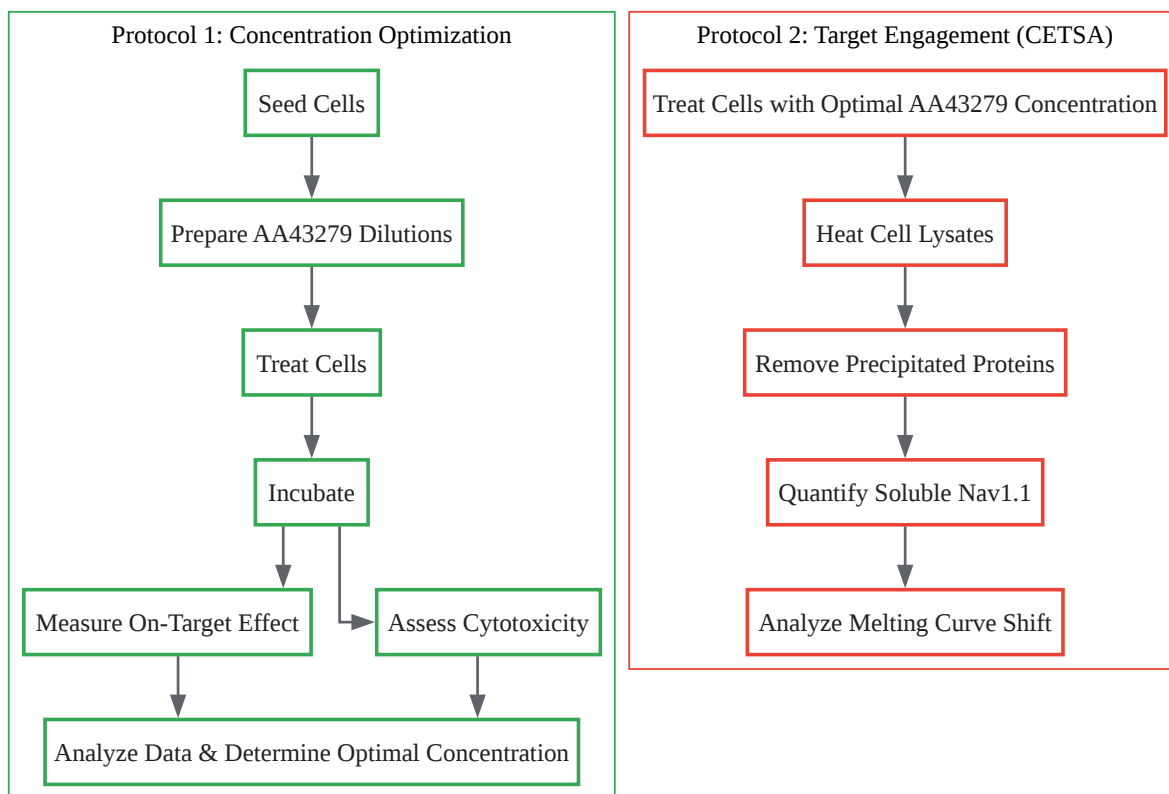 Protocol 1: Concentration Optimization
Seed Cells
Prepare AA43279 Dilutions
Treat Cells
Incubate
Measure On-Target Effect
Assess Cytotoxicity
Analyze Data & Determine Optimal Concentration
Protocol 2: Target Engagement (CETSA)
Treat Cells with Optimal AA43279 Concentration
Heat Cell Lysates
Remove Precipitated Proteins
Quantify Soluble Nav1.1
Analyze Melting Curve Shift